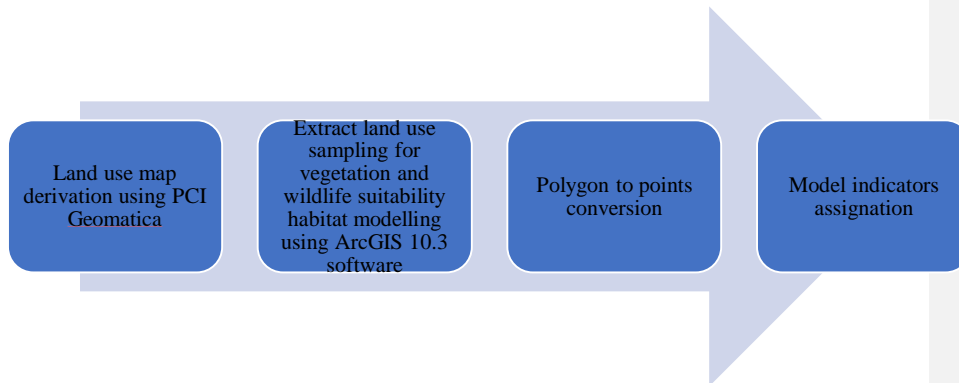 Land use map
derivation using PCI
Geomatica
Extract land use
sampling for
vegetation and
wildlife suitability
habitat modelling
using ArcGIS 10.3
software
Polygon to points
conversion
Model indicators
assignation